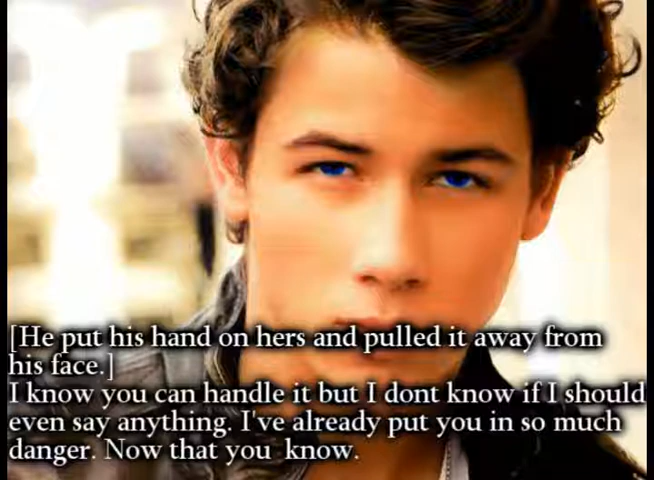 [He put his hand on hers and pulled it away from
his face.]
I know you can handle it but I dont know if I should
even say anything. I've already put you in so much
danger. Now that you  know.